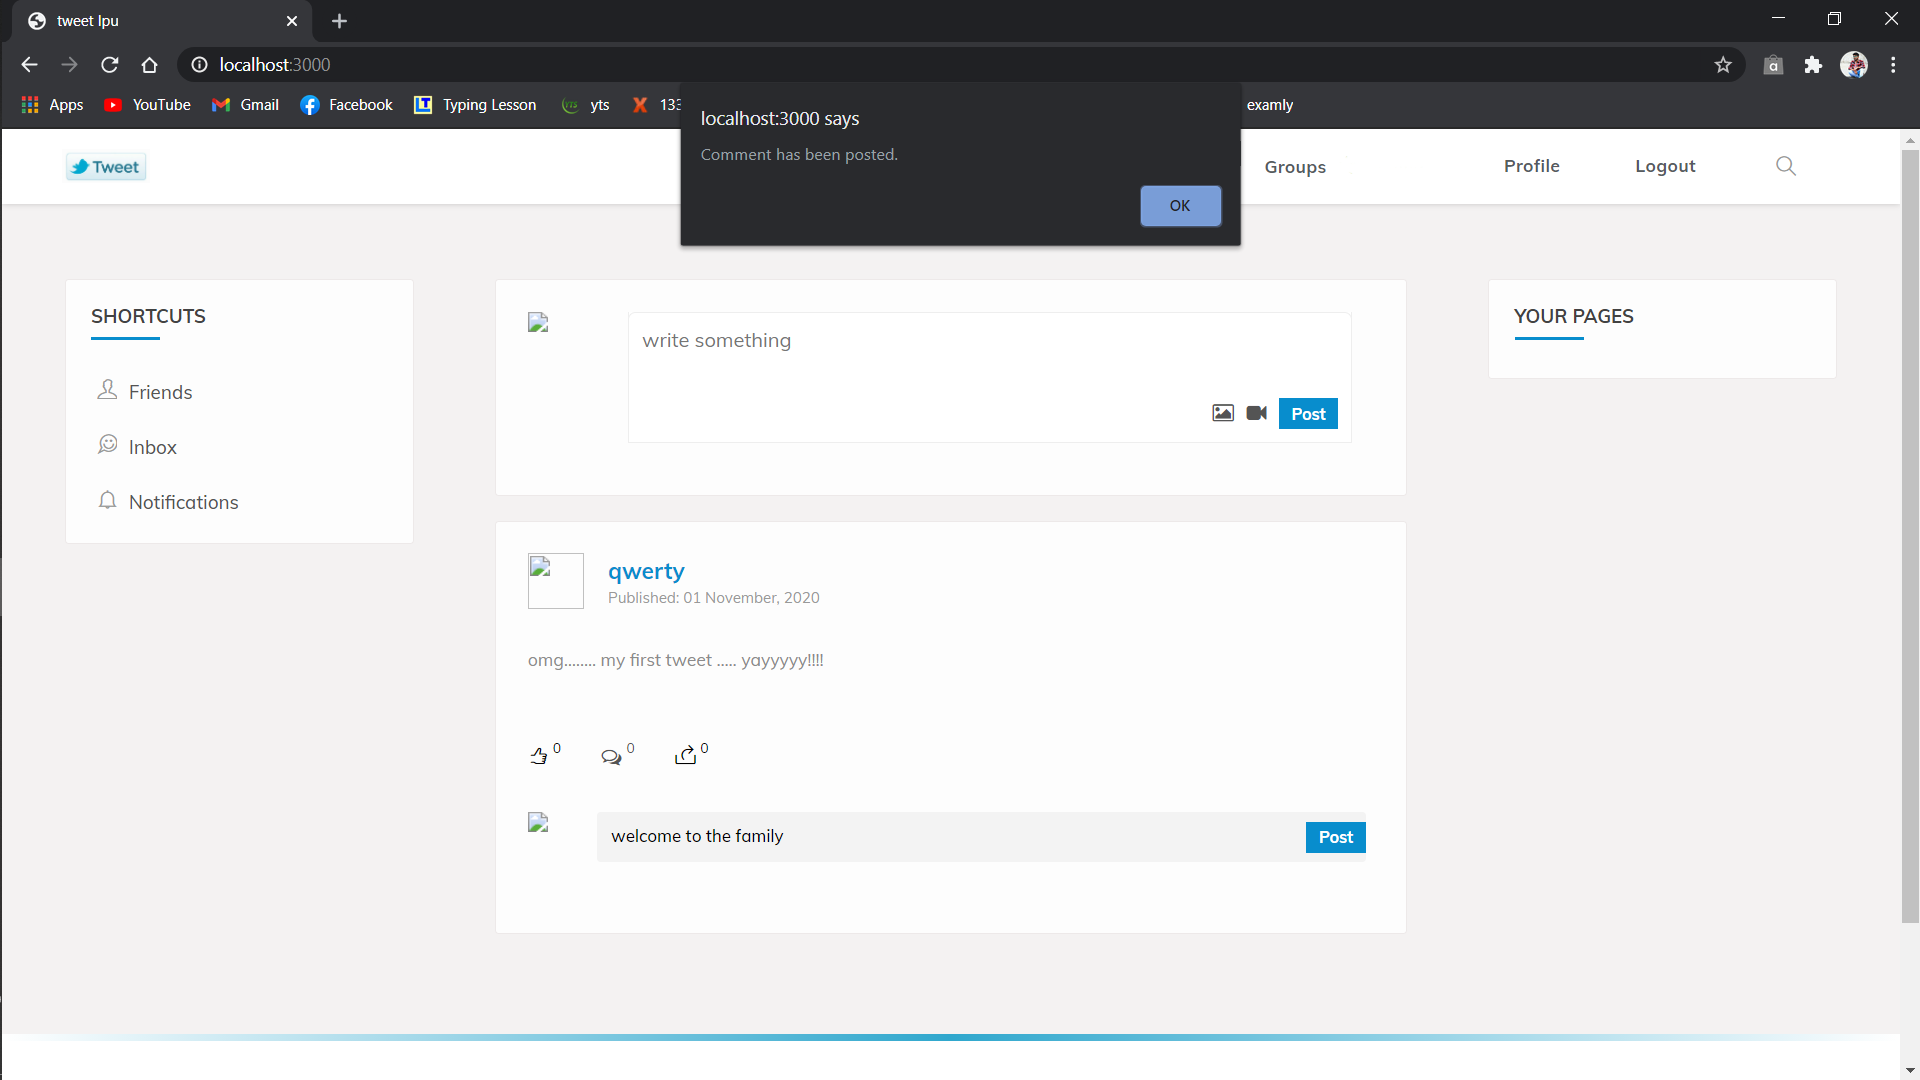 tweet lpu
localhost:3000
Apps YouTube Gmail Facebook Typing Lesson yts 133 examly
localhost:3000 says
Comment has been posted.
OK
Tweet
Groups Profile Logout
SHORTCUTS
Friends
Inbox
Notifications
write something
Post
YOUR PAGES
qwerty
Published: 01 November, 2020
omg........ my first tweet ..... yayyyyy!!!!
0 0 0
welcome to the family
Post